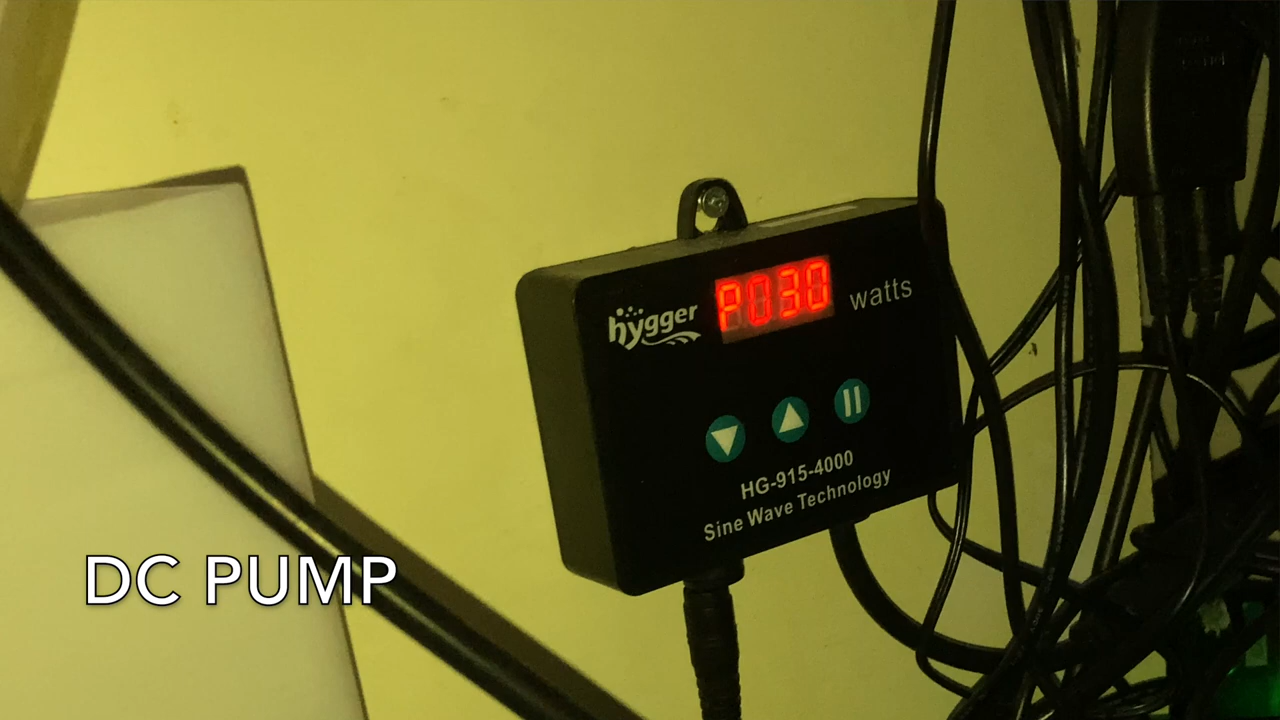 hygger
P030
watts
HG-915-4000
Sine Wave Technology
DC PUMP